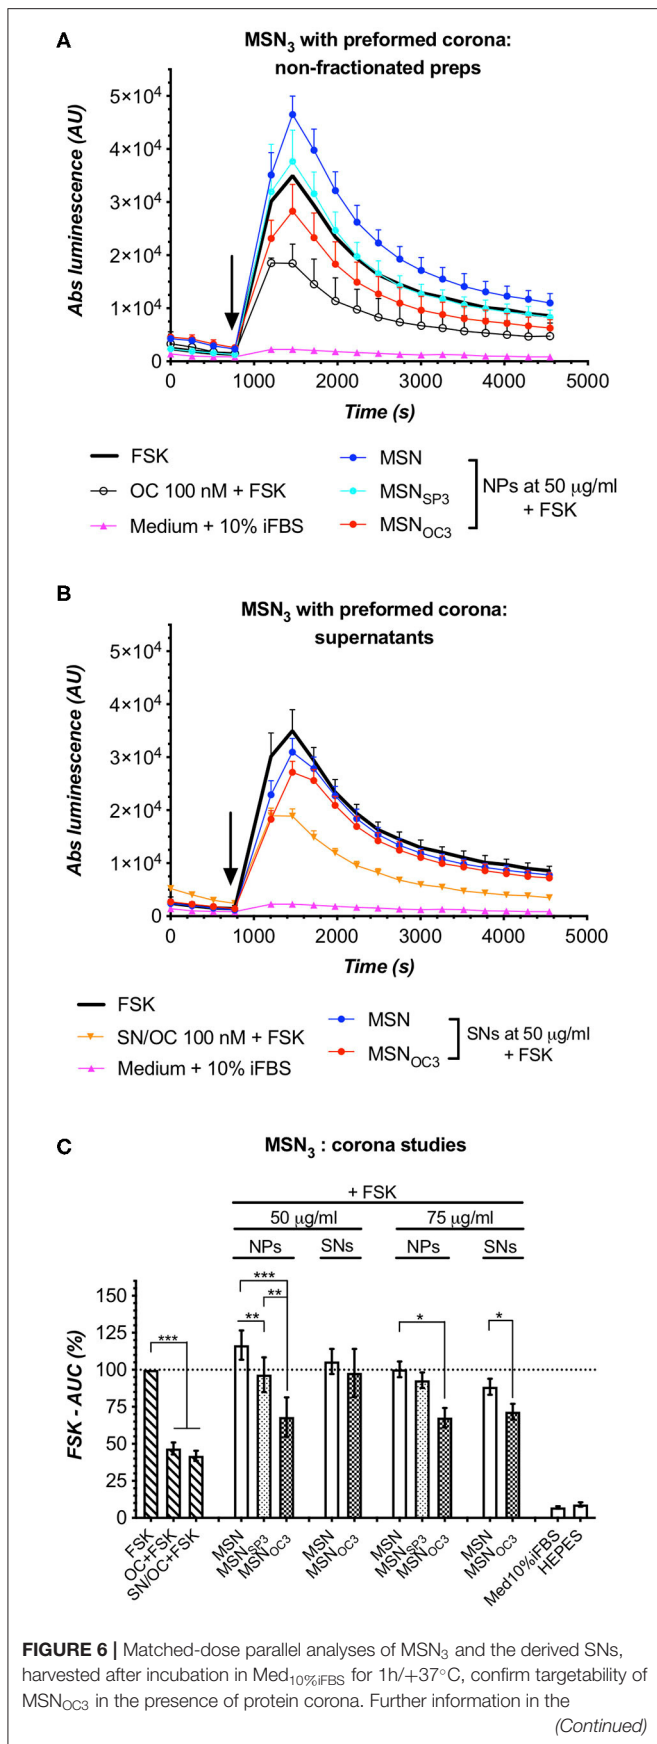 A
MSN3 with preformed corona:
non-fractionated preps
Abs luminescence (AU)
5×10^4
4×10^4
3×10^4
2×10^4
1×10^4
0
0 1000 2000 3000 4000 5000
Time (s)
FSK
OC 100 nM + FSK
Medium + 10% iFBS
MSN
MSNSP3
MSNOC3
NPs at 50 µg/ml
+ FSK
B
MSN3 with preformed corona:
supernatants
Abs luminescence (AU)
5×10^4
4×10^4
3×10^4
2×10^4
1×10^4
0
0 1000 2000 3000 4000 5000
Time (s)
FSK
SN/OC 100 nM + FSK
Medium + 10% iFBS
MSN
MSNOC3
SNs at 50 µg/ml
+ FSK
C
MSN3 : corona studies
+ FSK
50 µg/ml 75 µg/ml
NPs SNs NPs SNs
FSK - AUC (%)
150
125
100
75
50
25
0
***
***
**
**
*
*
FSK
OC+FSK
SN/OC+FSK
MSN
MSNSP3
MSNOC3
MSN
MSNOC3
MSN
MSNSP3
MSNOC3
MSN
MSNOC3
Med10%iFBS
HEPES
FIGURE 6 | Matched-dose parallel analyses of MSN3 and the derived SNs,
harvested after incubation in Med10%iFBS for 1h/+37°C, confirm targetability of
MSNOC3 in the presence of protein corona. Further information in the
(Continued)